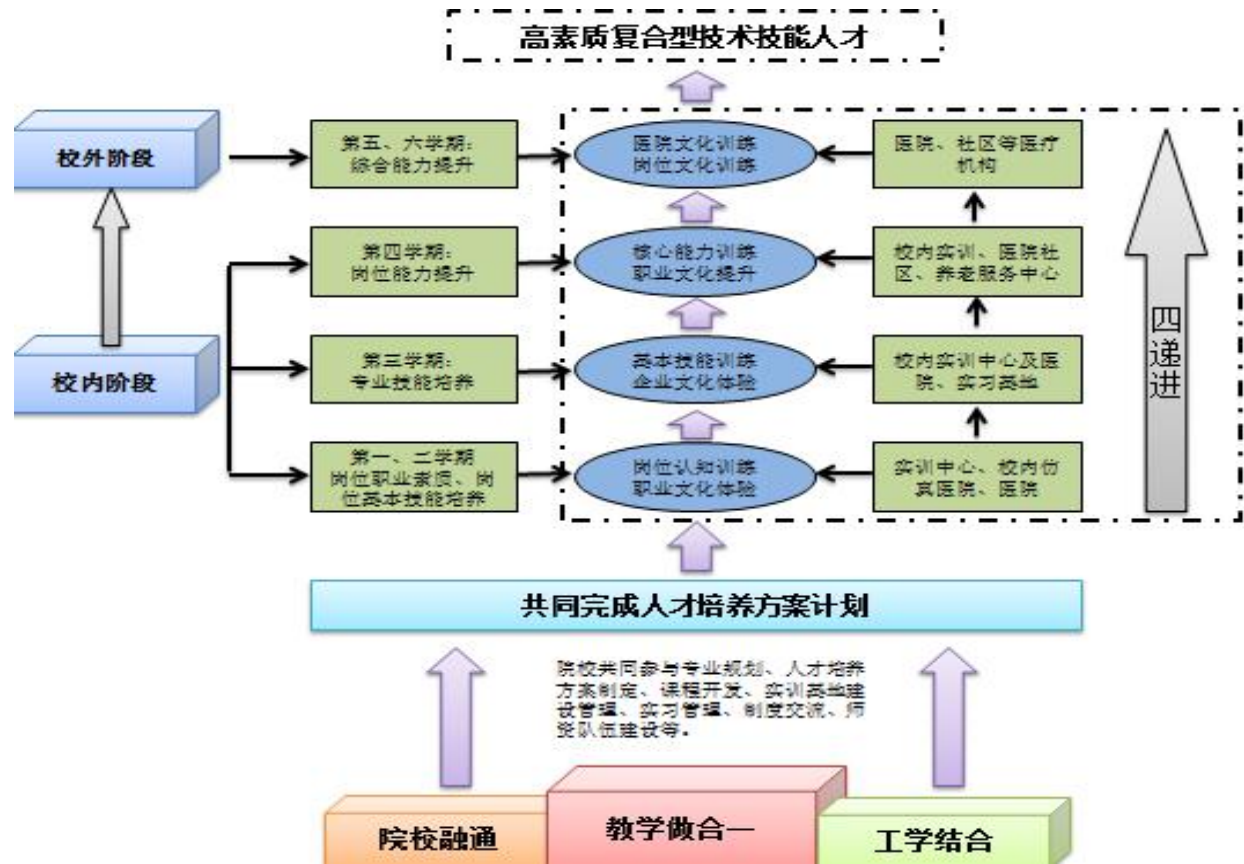 高素质复合型技术技能人才
校外阶段
第五、六学期：
综合能力提升
医院文化训练
岗位文化训练
医院、社区等医疗
机构
第四学期：
岗位能力提升
核心能力训练
职业文化提升
校内实训、医院社
区、养老服务中心
校内阶段
第三学期：
专业技能培养
基本技能训练
企业文化体验
校内实训中心及医
院、实习基地
第一、二学期
岗位职业素质、岗
位基本技能培养
岗位认知训练
职业文化体验
实训中心、校内仿
真医院、医院
四递进
共同完成人才培养方案计划
院校共同参与专业规划、人才培养
方案制定、课程开发、实训基地建
设管理、实习管理、制度交流、师
资队伍建设等。
院校融通
教学做合一
工学结合